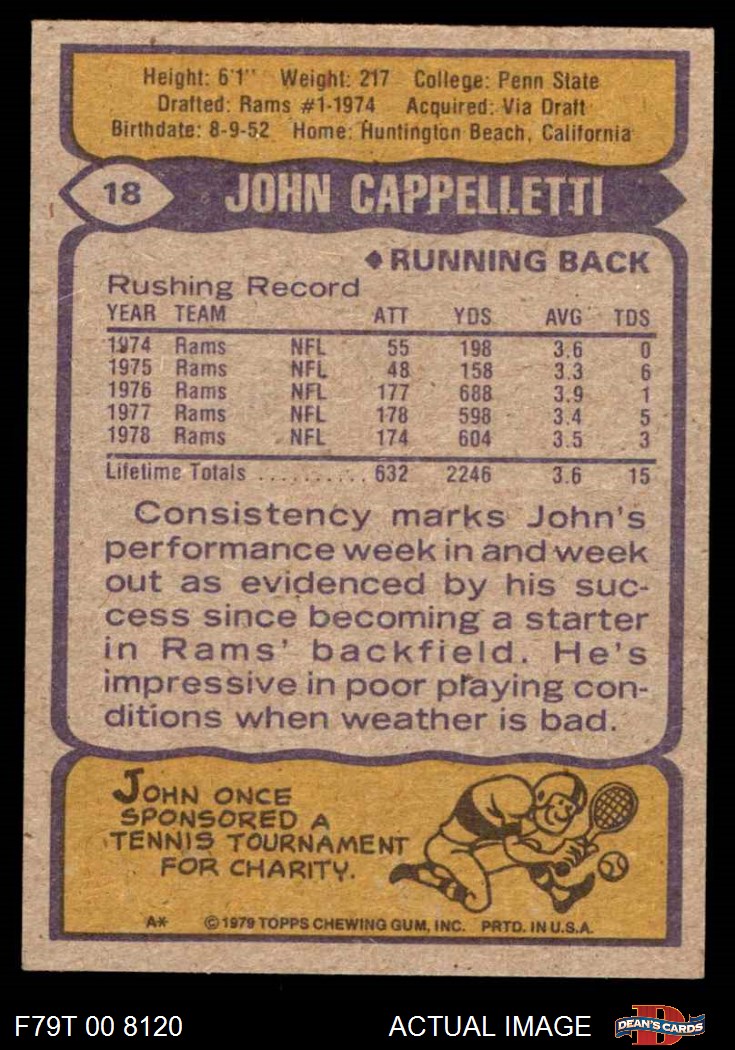 Height: 6'1" Weight: 217 College: Penn State
Drafted: Rams #1-1974 Acquired: Via Draft
Birthdate: 8-9-52 Home: Huntington Beach, California
18 JOHN CAPPELLETTI
♦RUNNING BACK
Rushing Record
YEAR TEAM ATT YDS AVG TDS
1974 Rams NFL 55 198 3.6 0
1975 Rams NFL 48 158 3.3 6
1976 Rams NFL 177 688 3.9 1
1977 Rams NFL 178 598 3.4 5
1978 Rams NFL 174 604 3.5 3
Lifetime Totals .......... 632 2246 3.6 15
Consistency marks John's
performance week in and week
out as evidenced by his suc-
cess since becoming a starter
in Rams' backfield. He's
impressive in poor playing con-
ditions when weather is bad.
JOHN ONCE
SPONSORED A
TENNIS TOURNAMENT
FOR CHARITY.
A* © 1979 TOPPS CHEWING GUM, INC. PRTD. IN U.S.A.
F79T 00 8120 ACTUAL IMAGE DEAN'S CARDS